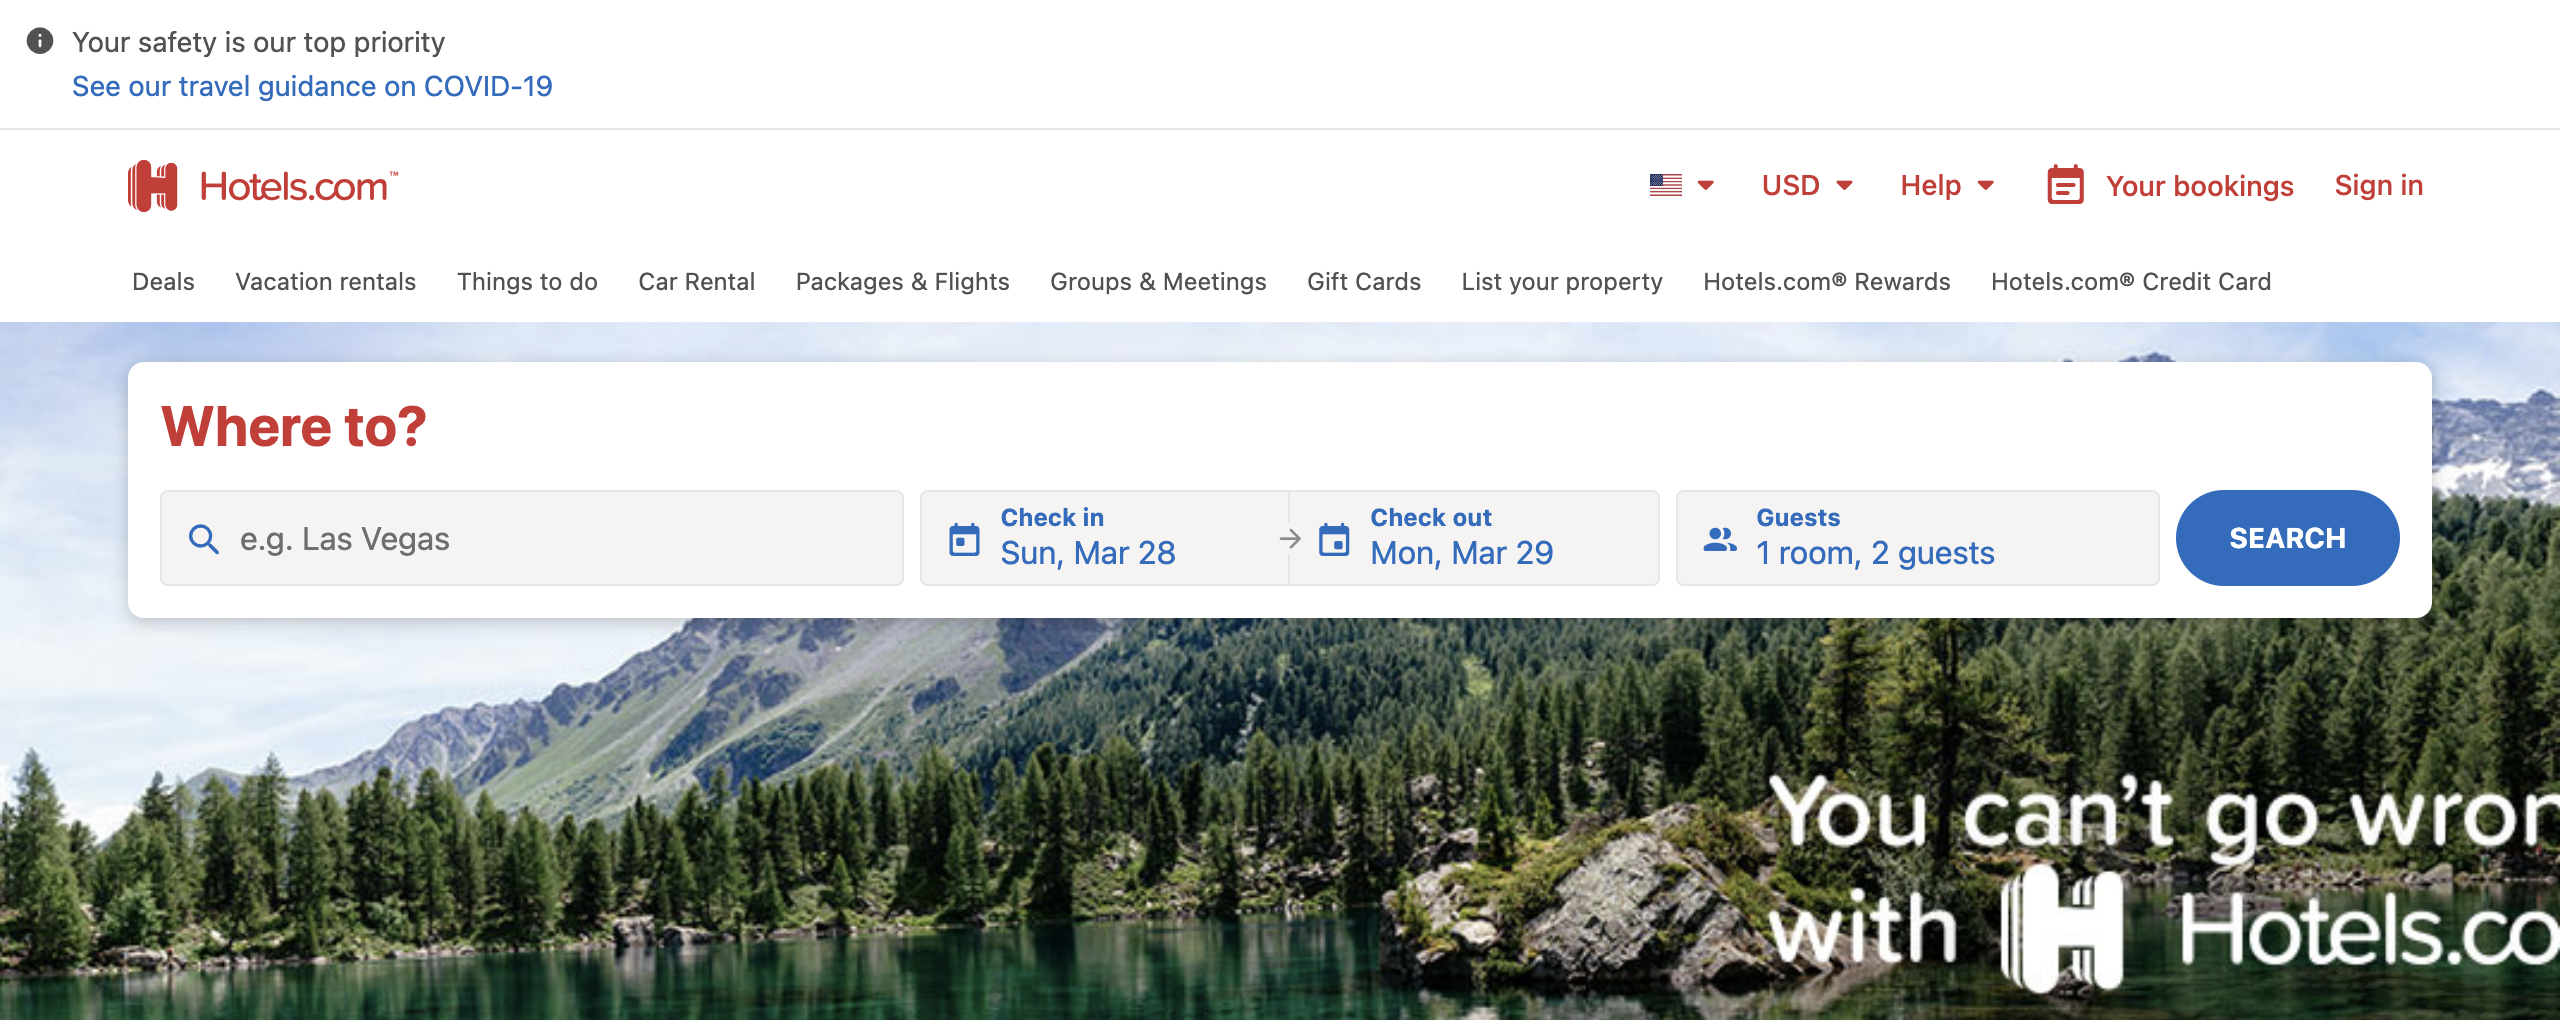 Your safety is our top priority
See our travel guidance on COVID-19
Hotels.com™
USD
Help
Your bookings
Sign in
Deals
Vacation rentals
Things to do
Car Rental
Packages & Flights
Groups & Meetings
Gift Cards
List your property
Hotels.com® Rewards
Hotels.com® Credit Card
Where to?
e.g. Las Vegas
Check in
Sun, Mar 28
Check out
Mon, Mar 29
Guests
1 room, 2 guests
SEARCH
You can't go wron
with Hotels.co